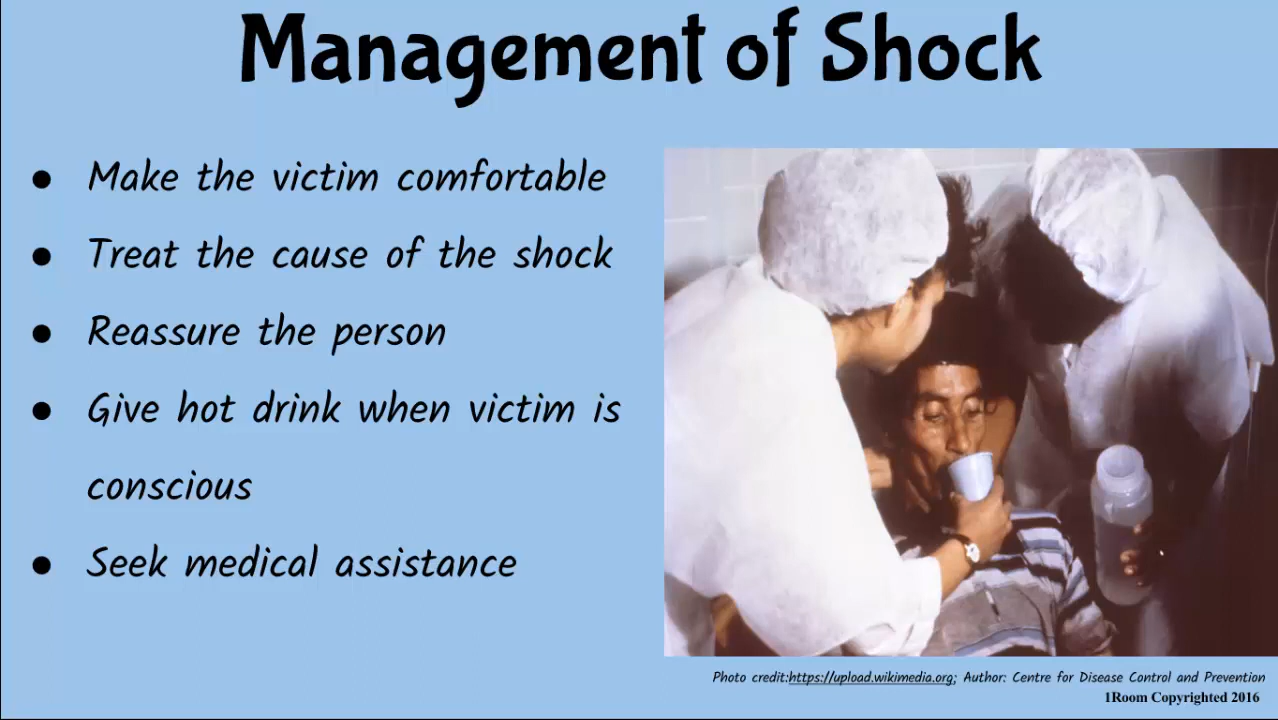 Management of Shock
● Make the victim comfortable
● Treat the cause of the shock
● Reassure the person
● Give hot drink when victim is
conscious
● Seek medical assistance
Photo credit:https://upload.wikimedia.org; Author: Centre for Disease Control and Prevention
1Room Copyrighted 2016